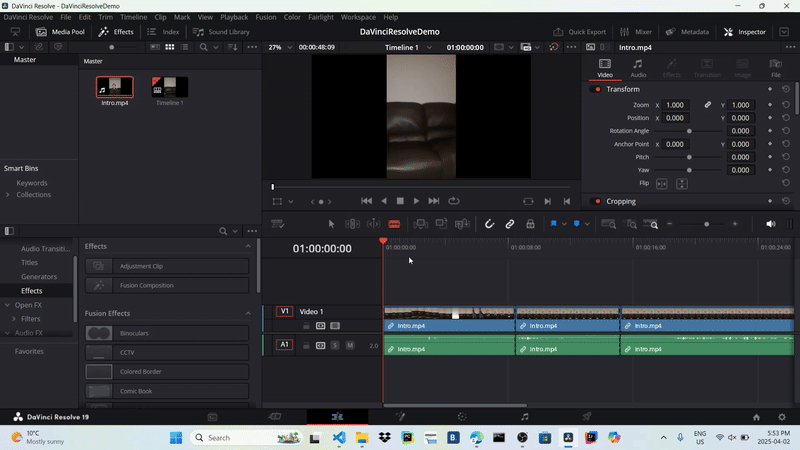 DaVinci Resolve - DaVinciResolveDemo
DaVinci Resolve File Edit Trim Timeline Clip Mark View Playback Fusion Color Fairlight Workspace Help
Media Pool Effects Index Sound Library DaVinciResolveDemo Quick Export Mixer Metadata Inspector
Master 27% 00:00:48:09 Timeline 1 01:00:00:00 Intro.mp4
Master
Intro.mp4 Timeline 1
Video Audio Effects Transition Image File
Transform
Zoom X 1.000 Y 1.000
Position X 0.000 Y 0.000
Rotation Angle 0.000
Anchor Point X 0.000 Y 0.000
Pitch 0.000
Yaw 0.000
Flip
Cropping
Smart Bins
Keywords
Collections
Audio Transiti...
Titles
Generators
Effects
Open FX
Filters
Audio FX
Favorites
Effects
Adjustment Clip
Fusion Composition
Fusion Effects
Binoculars
CCTV
Colored Border
Comic Book
01:00:00:00
01:00:00:00 01:00:08:00 01:00:16:00 01:00:24:00
V1 Video 1
Intro.mp4 Intro.mp4 Intro.mp4
A1
S M 2.0
Intro.mp4 Intro.mp4 Intro.mp4
DaVinci Resolve 19
10°C
Mostly sunny
Search
ENG
US
5:53 PM
2025-04-02